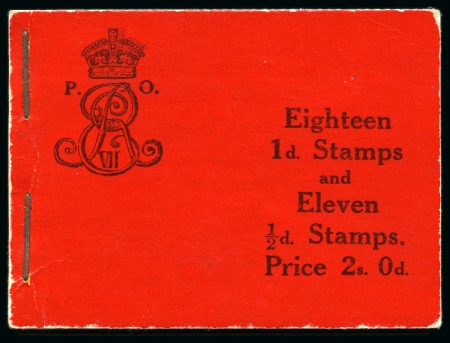 P. O.
VII
Eighteen
1d. Stamps
and
Eleven
½d. Stamps.
Price 2s. 0d.